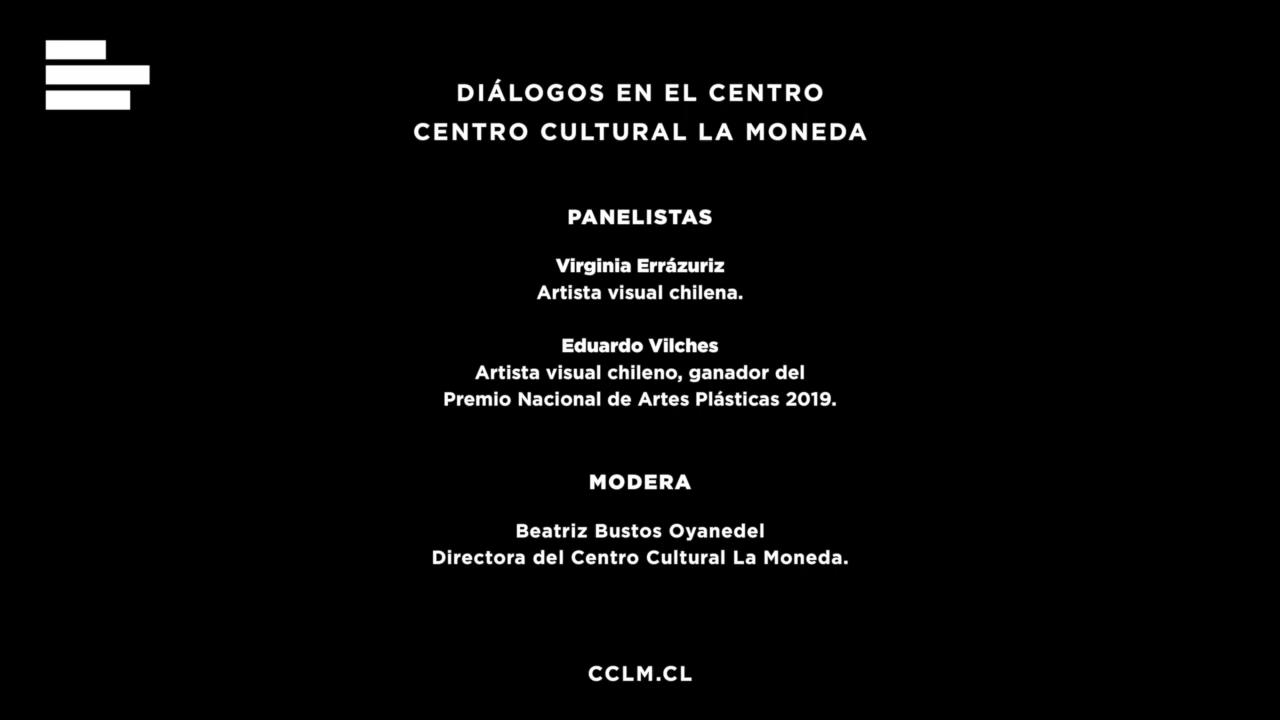 DIÁLOGOS EN EL CENTRO
CENTRO CULTURAL LA MONEDA
PANELISTAS
Virginia Errázuriz
Artista visual chilena.
Eduardo Vilches
Artista visual chileno, ganador del
Premio Nacional de Artes Plásticas 2019.
MODERA
Beatriz Bustos Oyanedel
Directora del Centro Cultural La Moneda.
CCLM.CL